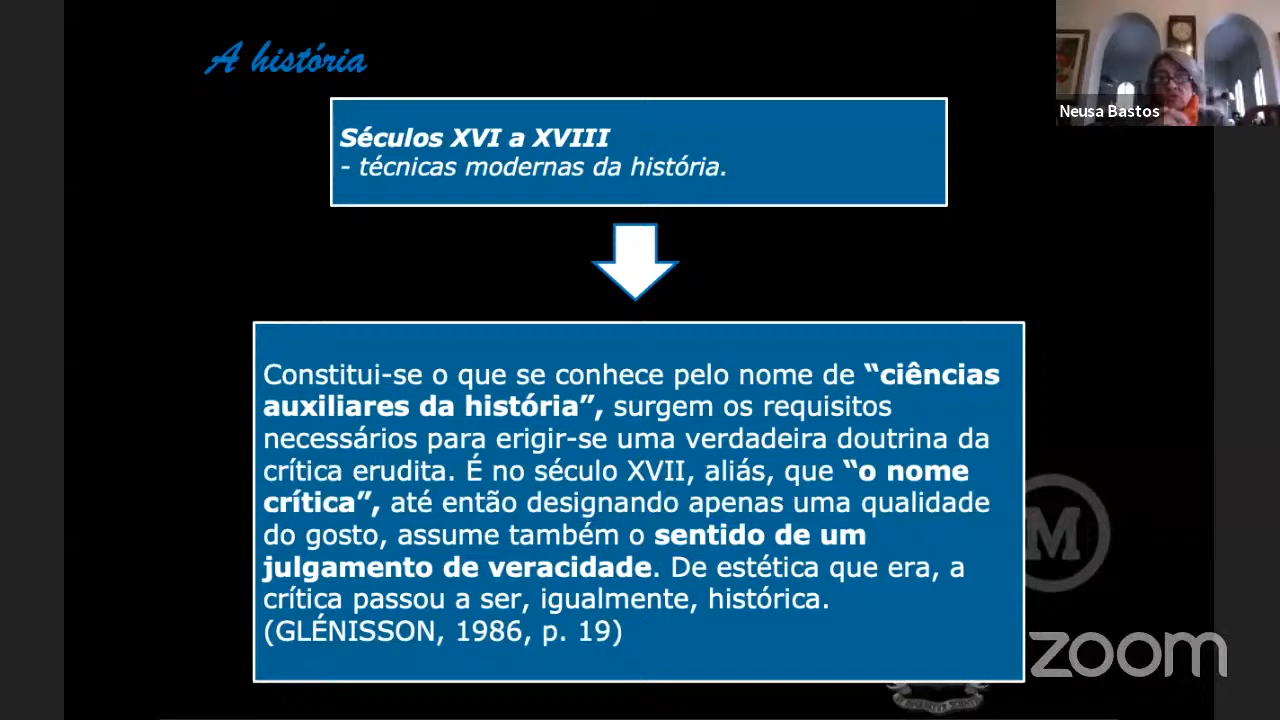 A história
Neusa Bastos
Séculos XVI a XVIII
- técnicas modernas da história.
Constitui-se o que se conhece pelo nome de “ciências
auxiliares da história”, surgem os requisitos
necessários para erigir-se uma verdadeira doutrina da
crítica erudita. É no século XVII, aliás, que “o nome
crítica”, até então designando apenas uma qualidade
do gosto, assume também o sentido de um
julgamento de veracidade. De estética que era, a
crítica passou a ser, igualmente, histórica.
(GLÉNISSON, 1986, p. 19)
M
zoom